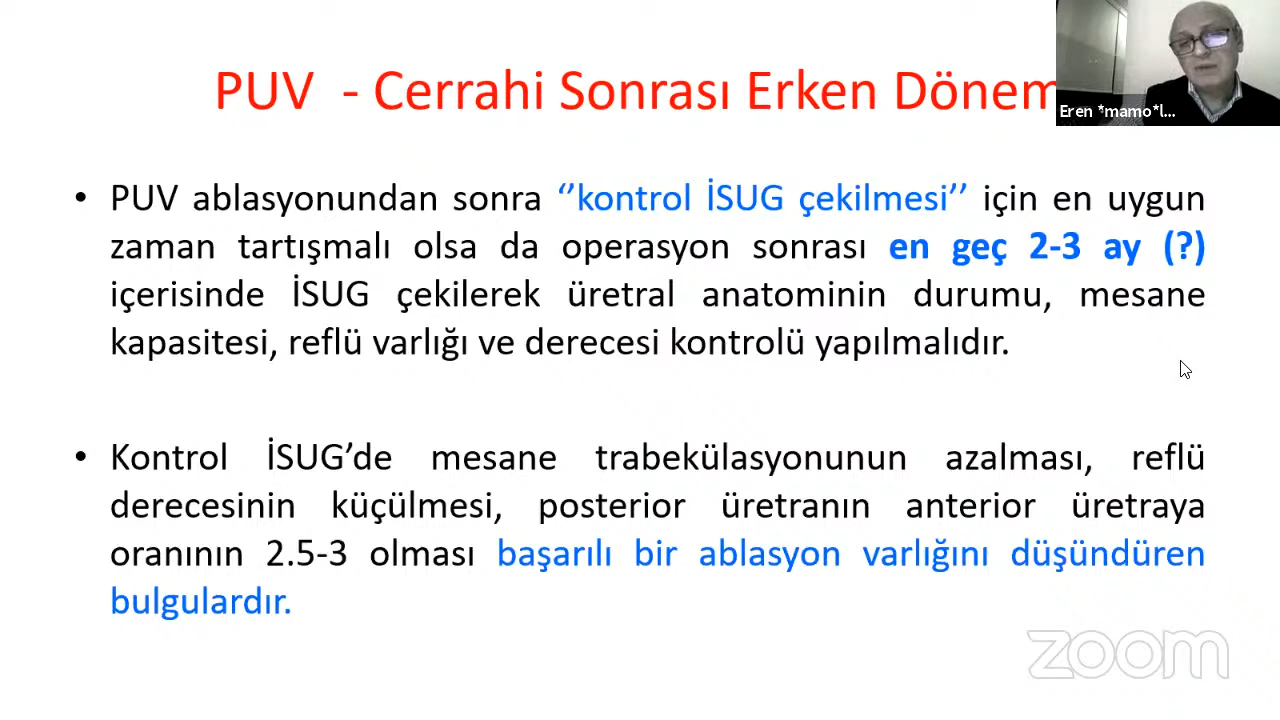 PUV - Cerrahi Sonrası Erken Dönem
Eren *mamo*l...
• PUV ablasyonundan sonra ‘’kontrol İSUG çekilmesi’’ için en uygun
zaman tartışmalı olsa da operasyon sonrası en geç 2-3 ay (?)
içerisinde İSUG çekilerek üretral anatominin durumu, mesane
kapasitesi, reflü varlığı ve derecesi kontrolü yapılmalıdır.
• Kontrol İSUG’de mesane trabekülasyonunun azalması, reflü
derecesinin küçülmesi, posterior üretranın anterior üretraya
oranının 2.5-3 olması başarılı bir ablasyon varlığını düşündüren
bulgulardır.
zoom